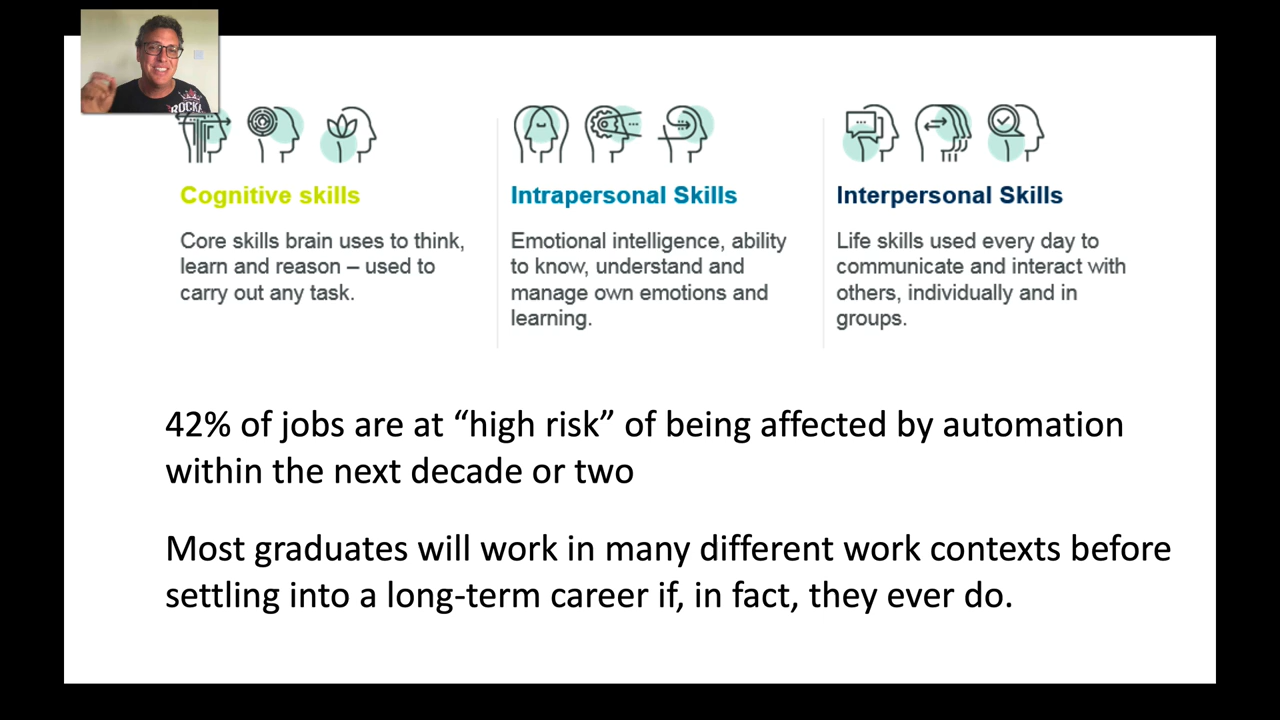 ROCK
Cognitive skills
Core skills brain uses to think,
learn and reason – used to
carry out any task.
Intrapersonal Skills
Emotional intelligence, ability
to know, understand and
manage own emotions and
learning.
Interpersonal Skills
Life skills used every day to
communicate and interact with
others, individually and in
groups.
42% of jobs are at “high risk” of being affected by automation
within the next decade or two
Most graduates will work in many different work contexts before
settling into a long-term career if, in fact, they ever do.